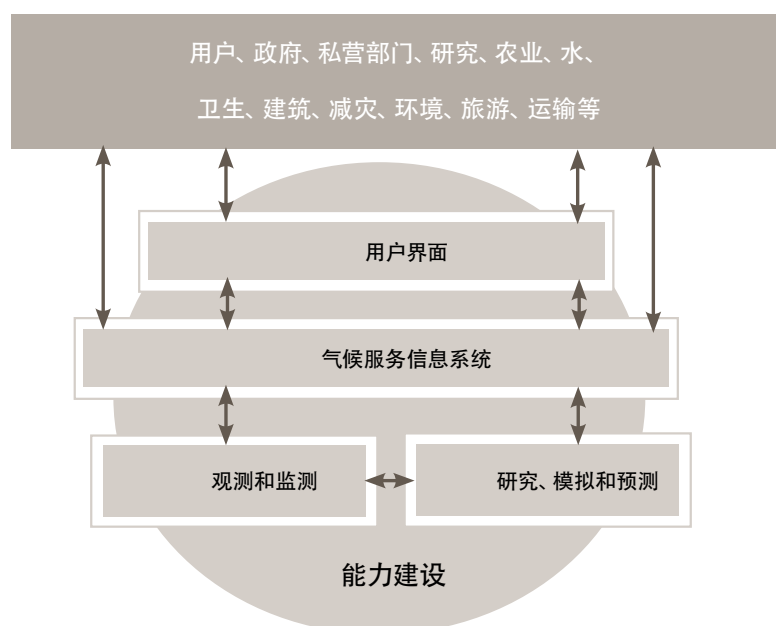 用户、政府、私营部门、研究、农业、水、
卫生、建筑、减灾、环境、旅游、运输等
用户界面
气候服务信息系统
观测和监测
研究、模拟和预测
能力建设